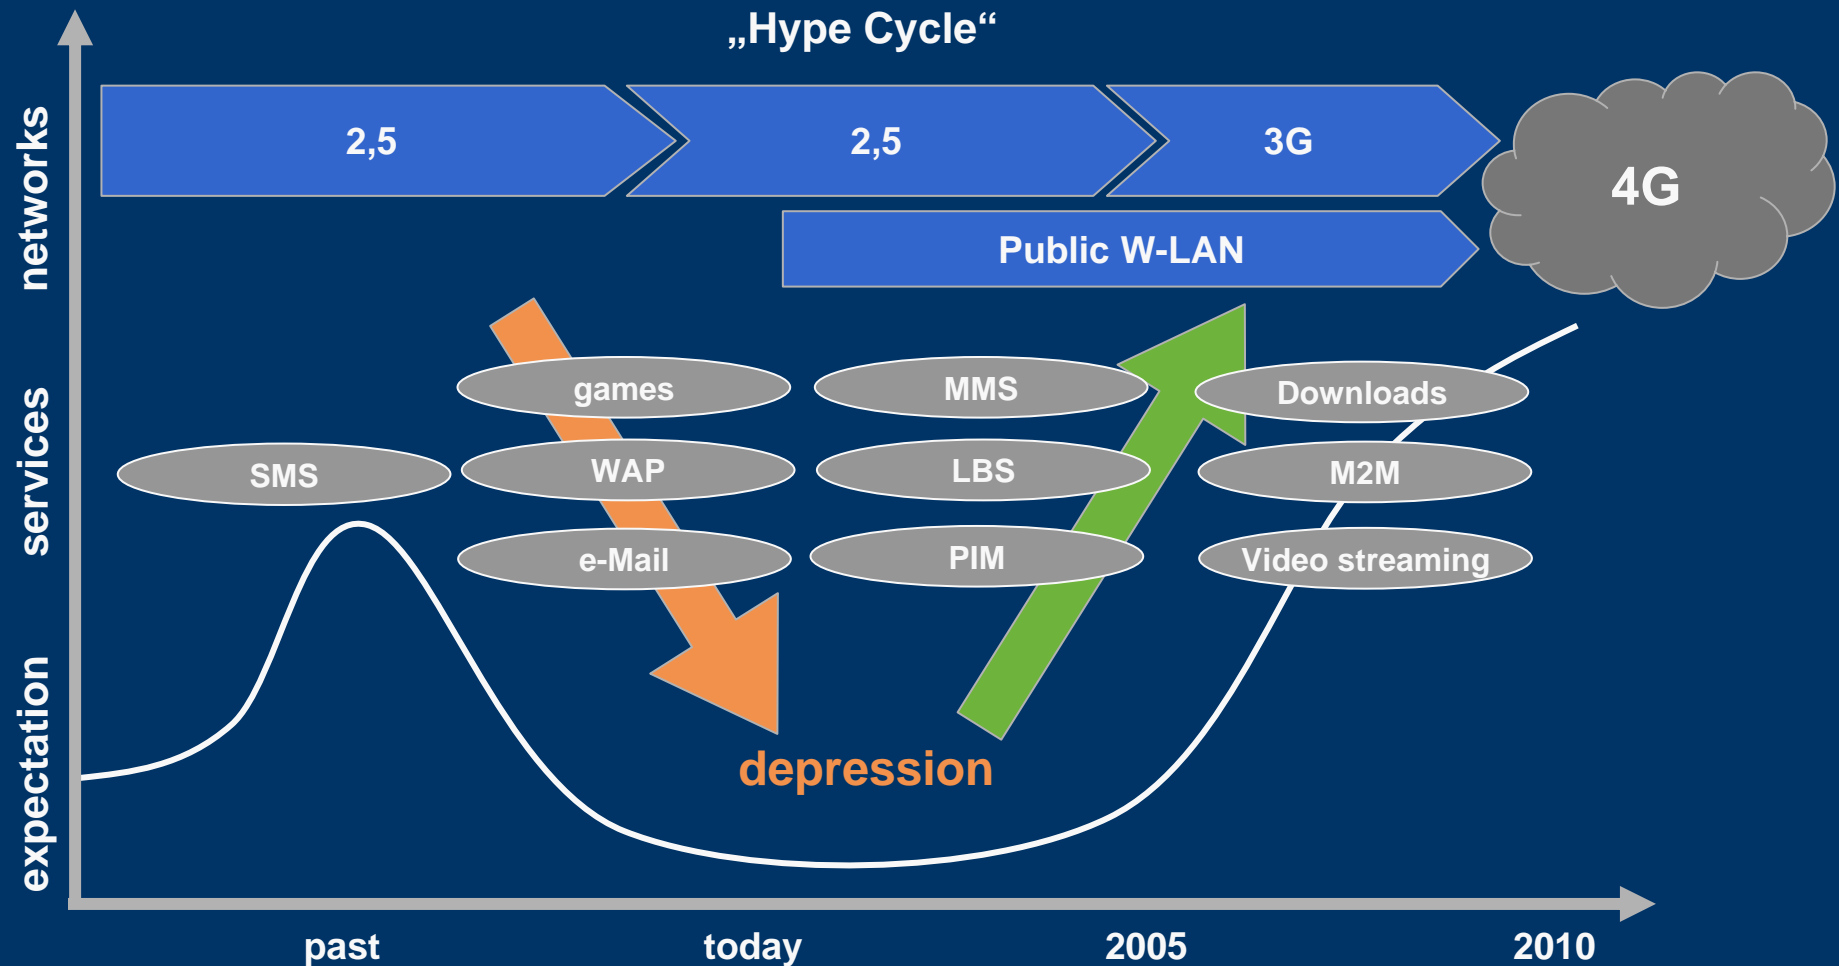 „Hype Cycle“
networks
2,5
2,5
3G
4G
Public W-LAN
services
games
MMS
Downloads
SMS
WAP
LBS
M2M
e-Mail
PIM
Video streaming
expectation
depression
past
today
2005
2010